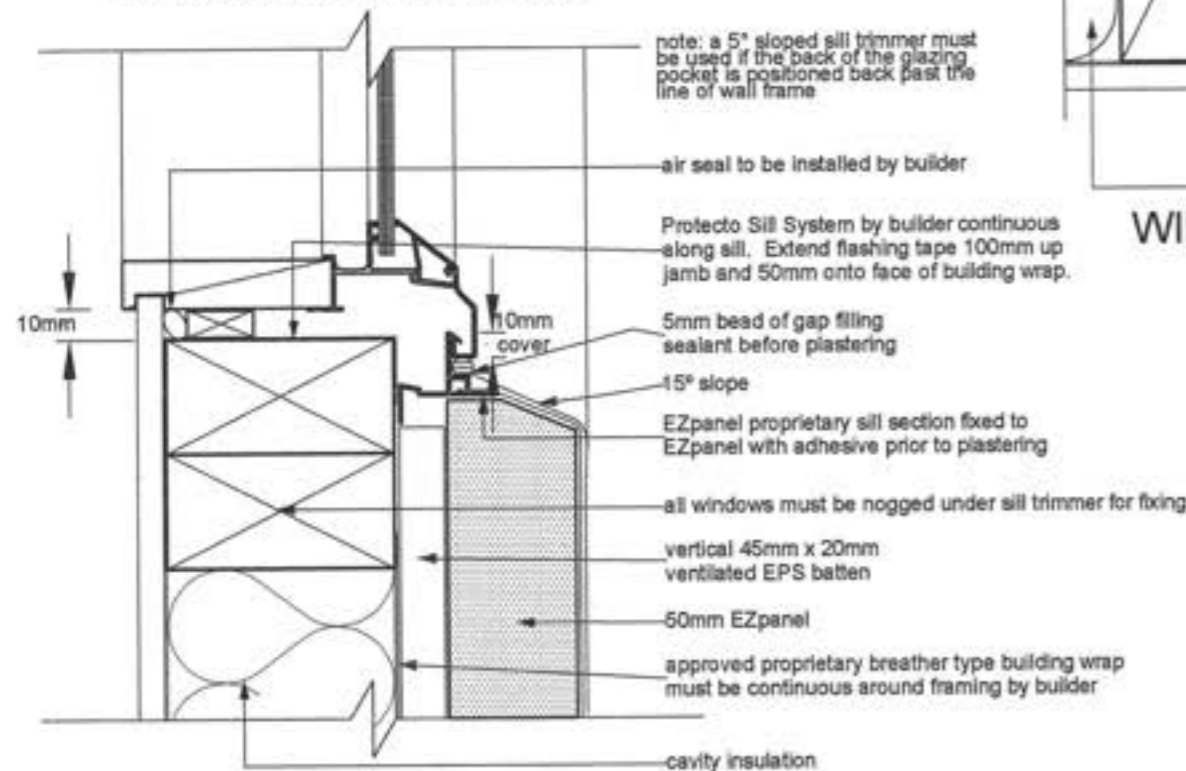 note: a 5° sloped sill trimmer must
be used if the back of the glazing
pocket is positioned back past the
line of wall frame
air seal to be installed by builder
WI
Protecto Sill System by builder continuous
along sill. Extend flashing tape 100mm up
jamb and 50mm onto face of building wrap.
10mm
10mm
cover
5mm bead of gap filling
sealant before plastering
15° slope
EZpanel proprietary sill section fixed to
EZpanel with adhesive prior to plastering
all windows must be nogged under sill trimmer for fixing
vertical 45mm x 20mm
ventilated EPS batten
50mm EZpanel
approved proprietary breather type building wrap
must be continuous around framing by builder
cavity insulation